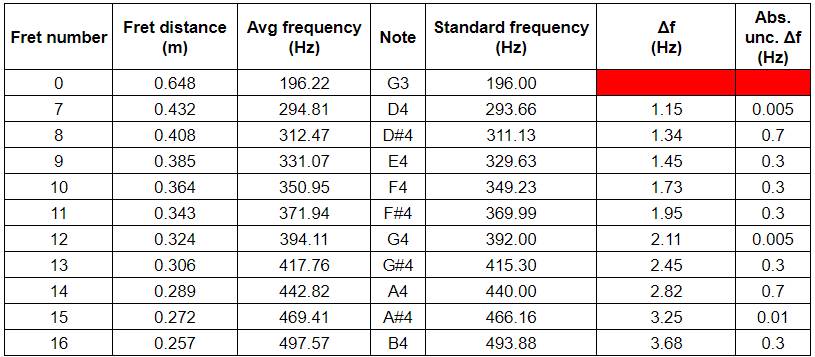 Fret number Fret distance (m) Avg frequency (Hz) Note Standard frequency (Hz) Δf (Hz) Abs. unc. Δf (Hz)
0 0.648 196.22 G3 196.00
7 0.432 294.81 D4 293.66 1.15 0.005
8 0.408 312.47 D#4 311.13 1.34 0.7
9 0.385 331.07 E4 329.63 1.45 0.3
10 0.364 350.95 F4 349.23 1.73 0.3
11 0.343 371.94 F#4 369.99 1.95 0.3
12 0.324 394.11 G4 392.00 2.11 0.005
13 0.306 417.76 G#4 415.30 2.45 0.3
14 0.289 442.82 A4 440.00 2.82 0.7
15 0.272 469.41 A#4 466.16 3.25 0.01
16 0.257 497.57 B4 493.88 3.68 0.3